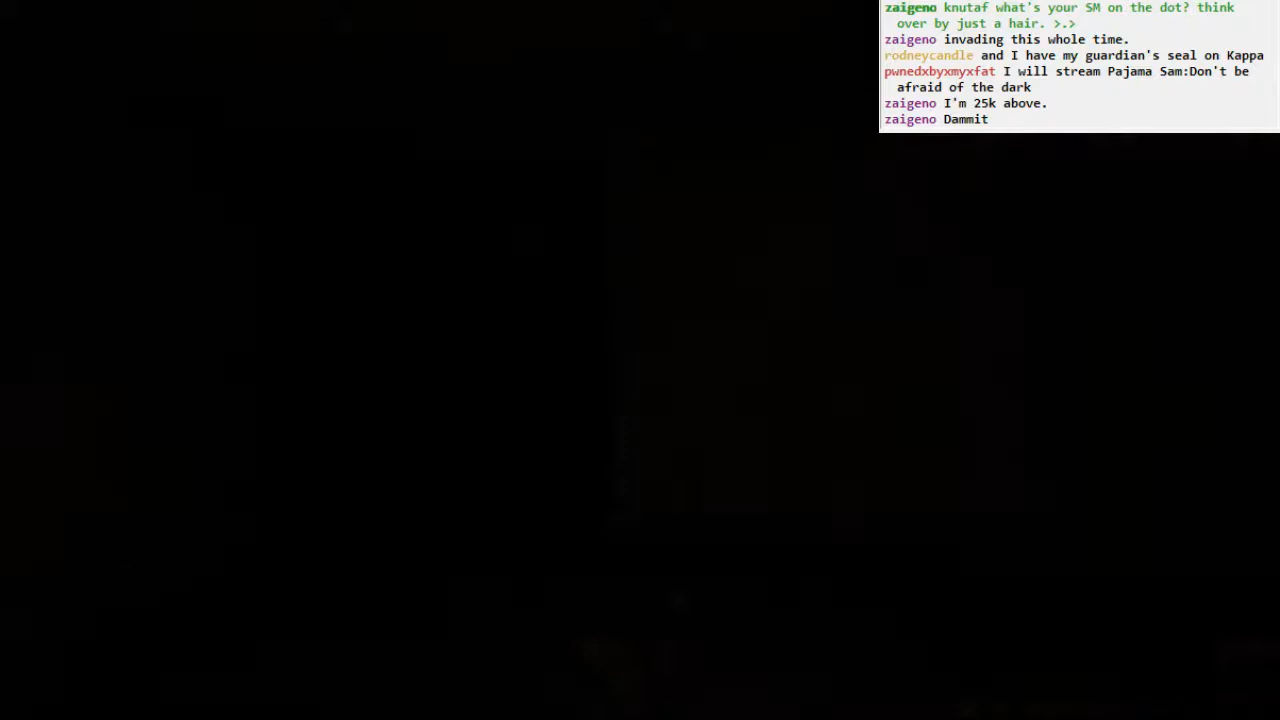 zaigeno knutaf what's your SM on the dot? think
over by just a hair. >.>
zaigeno invading this whole time.
rodneycandle and I have my guardian's seal on Kappa
pwnedxbyxmyxfat I will stream Pajama Sam:Don't be
afraid of the dark
zaigeno I'm 25k above.
zaigeno Dammit